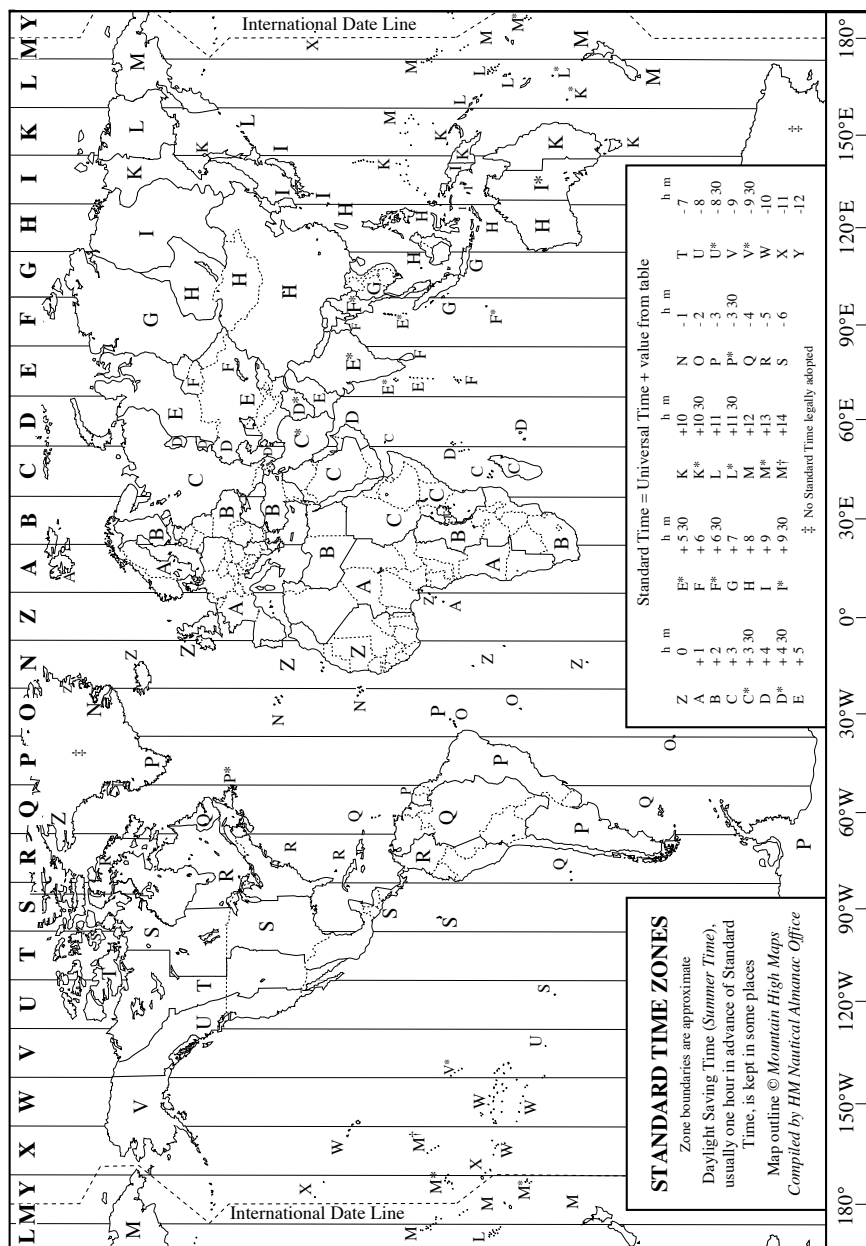 L M Y X W V U T S R Q P O N Z A B C D E F G H I K L M Y
International Date Line
International Date Line
M X M* M L M* L M M
V W M† X W V* W W U
U T S T S S S S
R R Q P* R R Q
R Q P P P Q Q P
Z P ‡ N Z
Z Z N N O P O O Q
Z Z A A Z
A A B B B B
A B C C B A B
C D D E E F F
C* D* E D C D C D
E* E* E F F
G H H H I K L M
F F* E* F* G G G
H H H H H I* K K
I I I K L K
K K M L L K* L* M M M* M ‡
STANDARD TIME ZONES
Zone boundaries are approximate
Daylight Saving Time (Summer Time),
usually one hour in advance of Standard
Time, is kept in some places
Map outline © Mountain High Maps
Compiled by HM Nautical Almanac Office
Standard Time = Universal Time + value from table
h m h m h m h m h m
Z 0 E* + 5 30 K +10 N - 1 T - 7
A + 1 F + 6 K* +10 30 O - 2 U - 8
B + 2 F* + 6 30 L +11 P - 3 U* - 8 30
C + 3 G + 7 L* +11 30 P* - 3 30 V - 9
C* + 3 30 H + 8 M +12 Q - 4 V* - 9 30
D + 4 I + 9 M* +13 R - 5 W -10
D* + 4 30 I* + 9 30 M† +14 S - 6 X -11
E + 5 Y -12
‡ No Standard Time legally adopted
180° 150°W 120°W 90°W 60°W 30°W 0° 30°E 60°E 90°E 120°E 150°E 180°